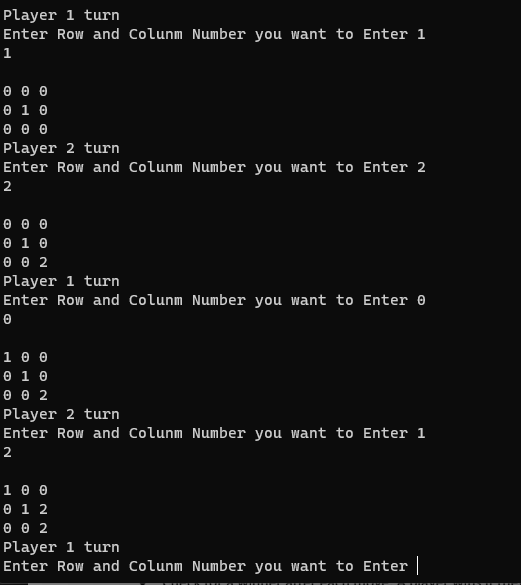 Player 1 turn
Enter Row and Colunm Number you want to Enter 1
1
0 0 0
0 1 0
0 0 0
Player 2 turn
Enter Row and Colunm Number you want to Enter 2
2
0 0 0
0 1 0
0 0 2
Player 1 turn
Enter Row and Colunm Number you want to Enter 0
0
1 0 0
0 1 0
0 0 2
Player 2 turn
Enter Row and Colunm Number you want to Enter 1
2
1 0 0
0 1 2
0 0 2
Player 1 turn
Enter Row and Colunm Number you want to Enter